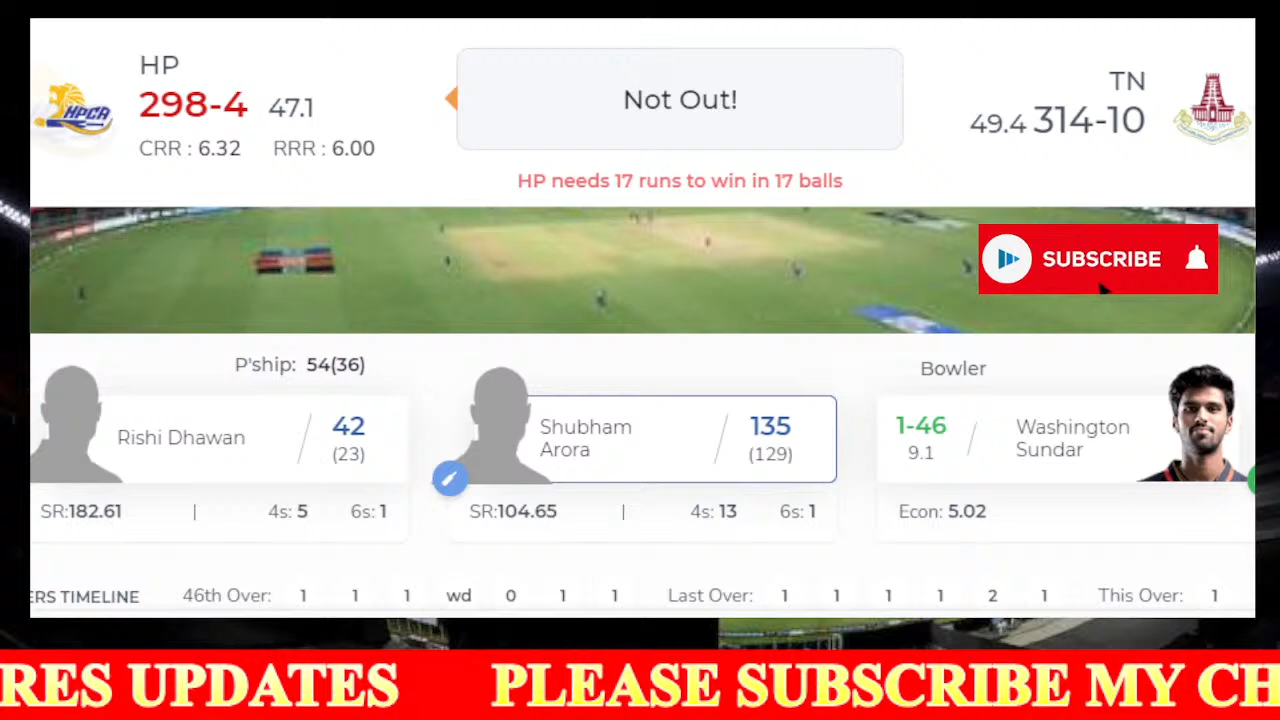 HP
298-4 47.1
CRR : 6.32 RRR : 6.00
HPCA
Not Out!
HP needs 17 runs to win in 17 balls
TN
49.4 314-10
SUBSCRIBE
P'ship: 54(36)
Rishi Dhawan 42
(23)
SR:182.61 | 4s: 5 6s: 1
Shubham
Arora
135
(129)
SR:104.65 | 4s: 13 6s: 1
Bowler
1-46
9.1
Washington
Sundar
Econ: 5.02
ERS TIMELINE 46th Over: 1 1 1 wd 0 1 1 Last Over: 1 1 1 1 2 1 This Over: 1
RES UPDATES PLEASE SUBSCRIBE MY CH